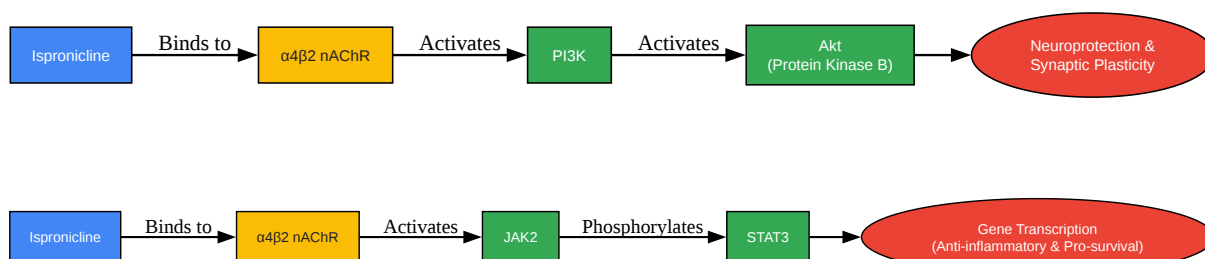 Ispronicline
Binds to
α4β2 nAChR
Activates
PI3K
Activates
Akt
(Protein Kinase B)
Neuroprotection &
Synaptic Plasticity
Ispronicline
Binds to
α4β2 nAChR
Activates
JAK2
Phosphorylates
STAT3
Gene Transcription
(Anti-inflammatory & Pro-survival)